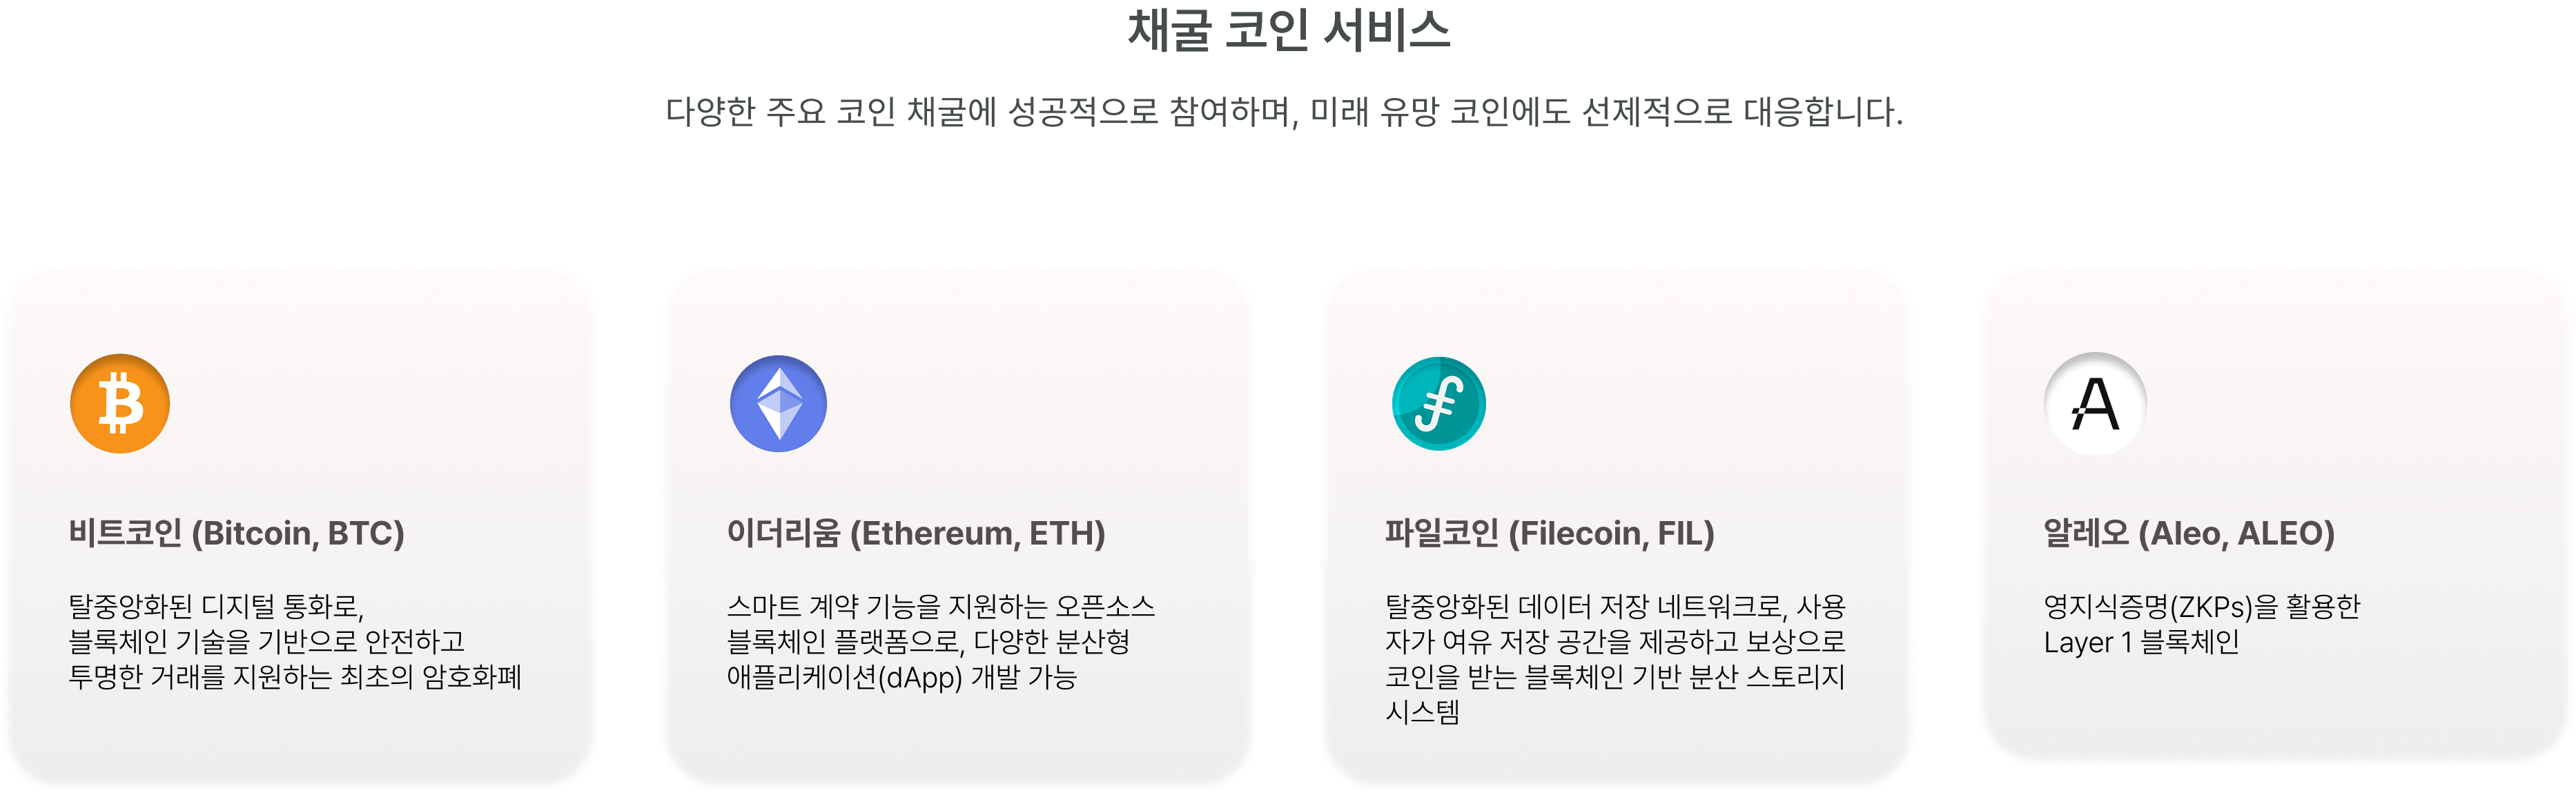 채굴 코인 서비스
다양한 주요 코인 채굴에 성공적으로 참여하며, 미래 유망 코인에도 선제적으로 대응합니다.
비트코인 (Bitcoin, BTC)
탈중앙화된 디지털 통화로,
블록체인 기술을 기반으로 안전하고
투명한 거래를 지원하는 최초의 암호화폐
이더리움 (Ethereum, ETH)
스마트 계약 기능을 지원하는 오픈소스
블록체인 플랫폼으로, 다양한 분산형
애플리케이션(dApp) 개발 가능
파일코인 (Filecoin, FIL)
탈중앙화된 데이터 저장 네트워크로, 사용
자가 여유 저장 공간을 제공하고 보상으로
코인을 받는 블록체인 기반 분산 스토리지
시스템
알레오 (Aleo, ALEO)
영지식증명(ZKPs)을 활용한
Layer 1 블록체인